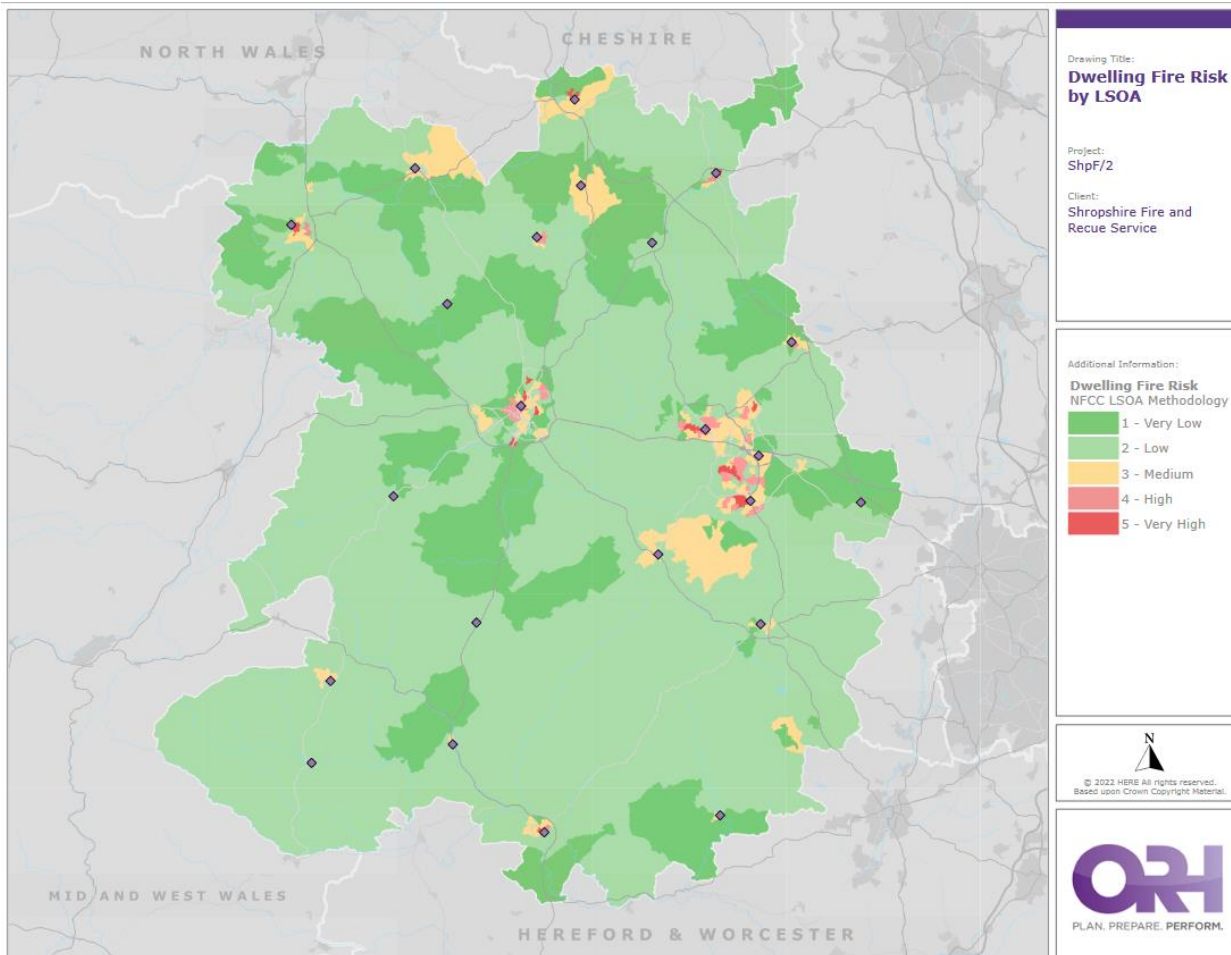 NORTH WALES
CHESHIRE
MID AND WEST WALES
HEREFORD & WORCESTER
Drawing Title:
Dwelling Fire Risk
by LSOA
Project:
ShpF/2
Client:
Shropshire Fire and
Recue Service
Additional Information:
Dwelling Fire Risk
NFCC LSOA Methodology
1 - Very Low
2 - Low
3 - Medium
4 - High
5 - Very High
N
© 2022 HERE All rights reserved.
Based upon Crown Copyright Material.
ORH
PLAN. PREPARE. PERFORM.